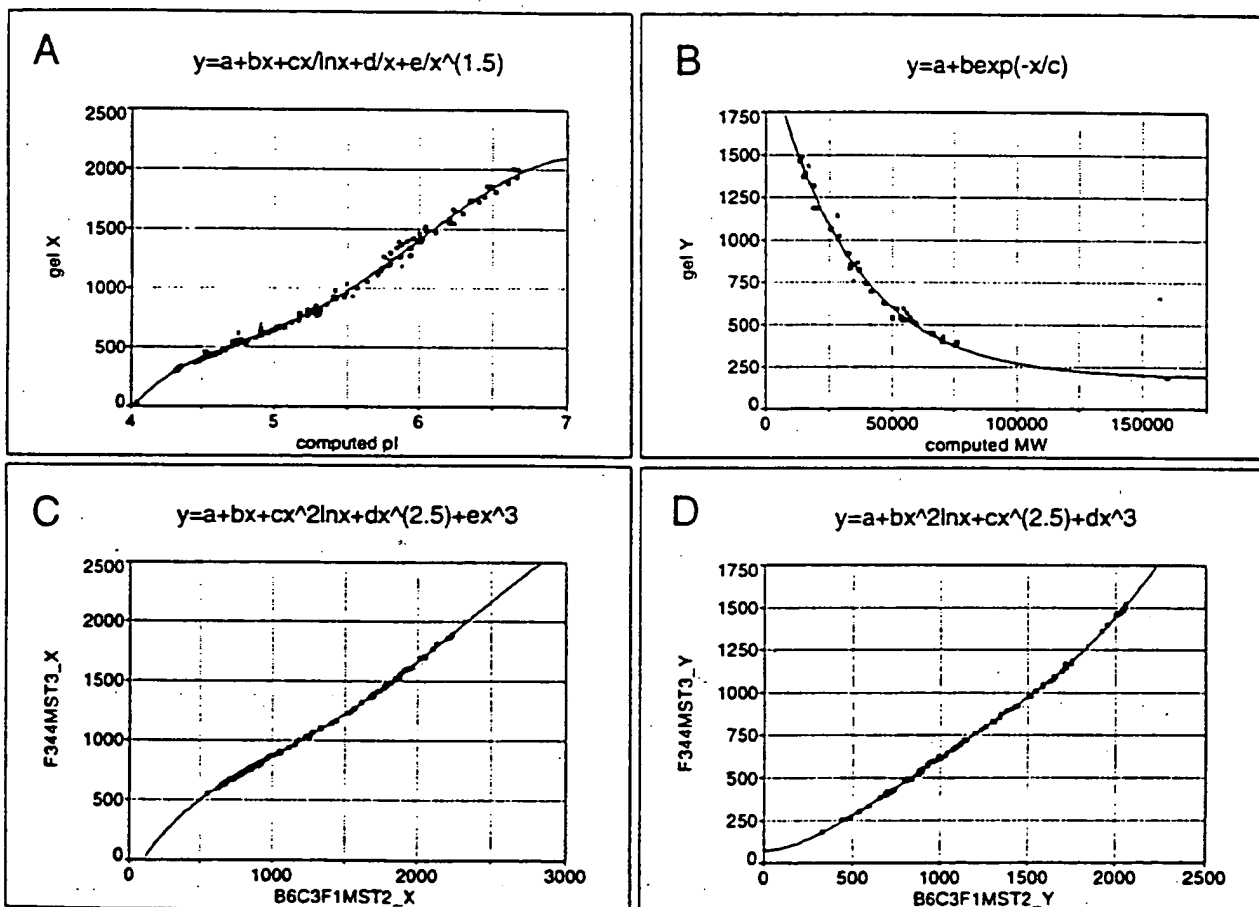 A
y=a+bx+cx/lnx+d/x+e/x^(1.5)
2500
2000
1500
1000
500
0
gel X
4
5
6
7
computed pI
B
y=a+bexp(-x/c)
1750
1500
1250
1000
750
500
250
0
gel Y
0
50000
100000
150000
computed MW
C
y=a+bx+cx^2lnx+dx^(2.5)+ex^3
2500
2000
1500
1000
500
0
F344MST3_X
0
1000
2000
3000
B6C3F1MST2_X
D
y=a+bx^2lnx+cx^(2.5)+dx^3
1750
1500
1250
1000
750
500
250
0
F344MST3_Y
0
500
1000
1500
2000
2500
B6C3F1MST2_Y